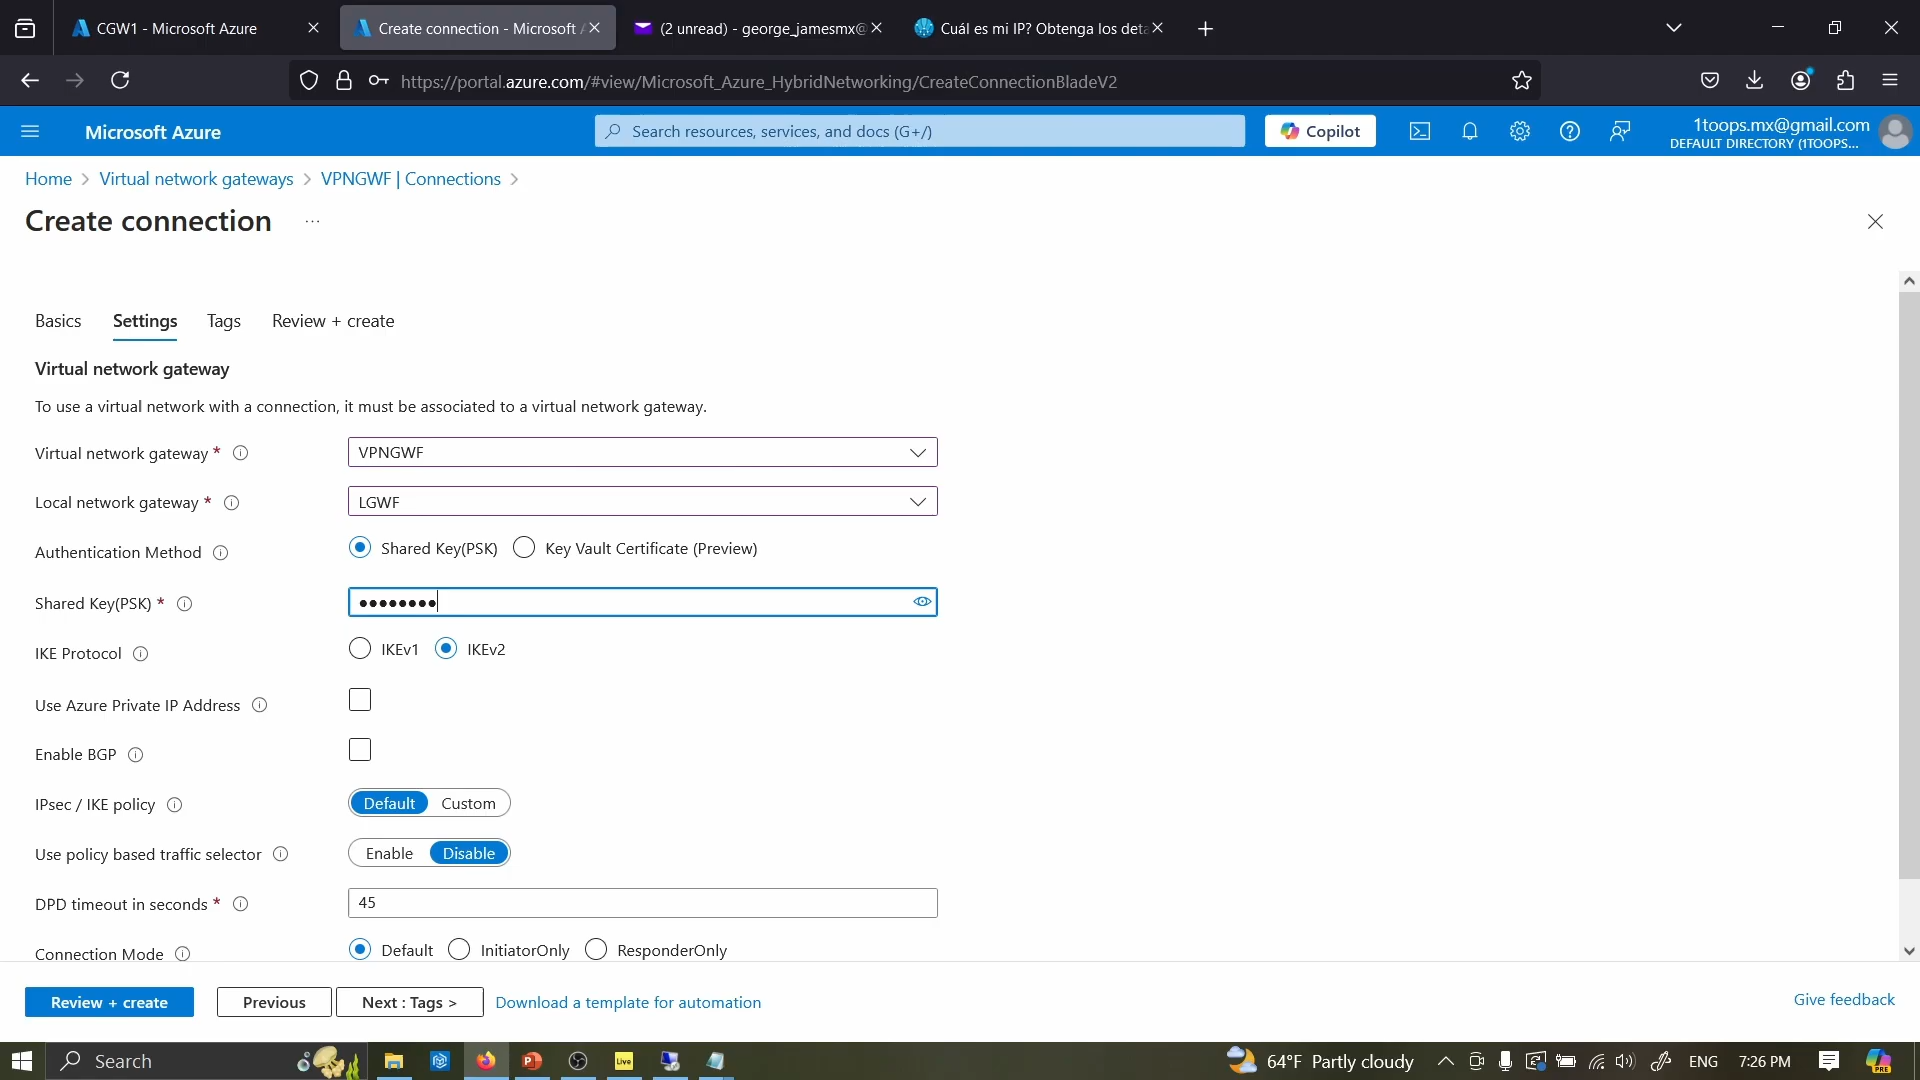 CGW1 - Microsoft Azure
Create connection - Microsoft A
(2 unread) - george_jamesmx@
Cuál es mi IP? Obtenga los deta
https://portal.azure.com/#view/Microsoft_Azure_HybridNetworking/CreateConnectionBladeV2
Microsoft Azure
Search resources, services, and docs (G+/)
Copilot
1toops.mx@gmail.com
DEFAULT DIRECTORY (1TOOPS...
Home > Virtual network gateways > VPNGWF | Connections >
Create connection ...
Basics Settings Tags Review + create
Virtual network gateway
To use a virtual network with a connection, it must be associated to a virtual network gateway.
Virtual network gateway * VPNGWF
Local network gateway * LGWF
Authentication Method Shared Key(PSK) Key Vault Certificate (Preview)
Shared Key(PSK) * ••••••••
IKE Protocol IKEv1 IKEv2
Use Azure Private IP Address
Enable BGP
IPsec / IKE policy Default Custom
Use policy based traffic selector Enable Disable
DPD timeout in seconds * 45
Connection Mode Default InitiatorOnly ResponderOnly
Review + create Previous Next : Tags > Download a template for automation Give feedback
Search Live 64°F Partly cloudy ENG 7:26 PM PRE